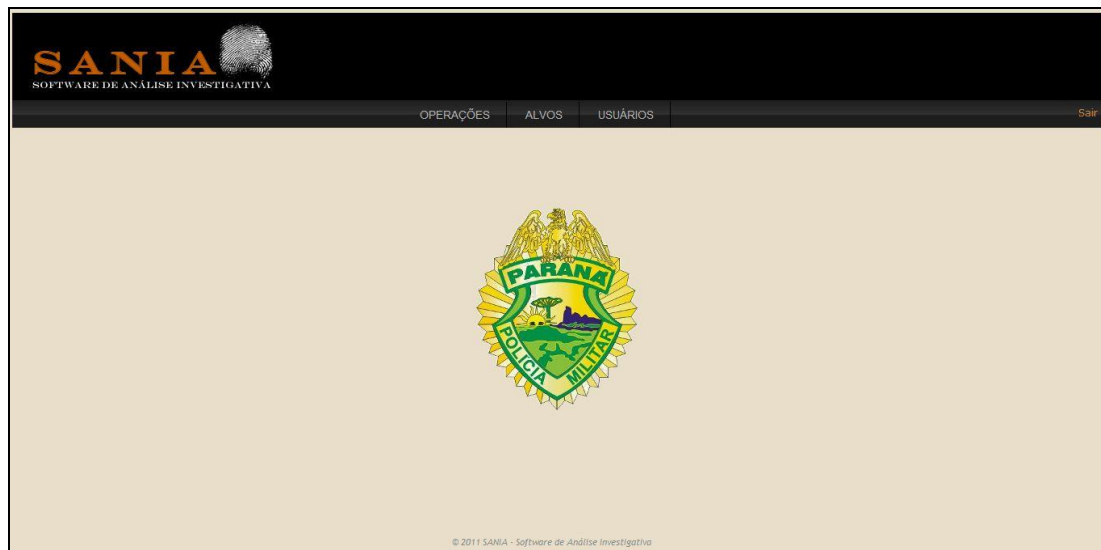 SANIA
SOFTWARE DE ANÁLISE INVESTIGATIVA
OPERAÇÕES ALVOS USUÁRIOS Sair
PARANÁ
POLÍCIA MILITAR
© 2011 SANIA - Software de Análise Investigativa